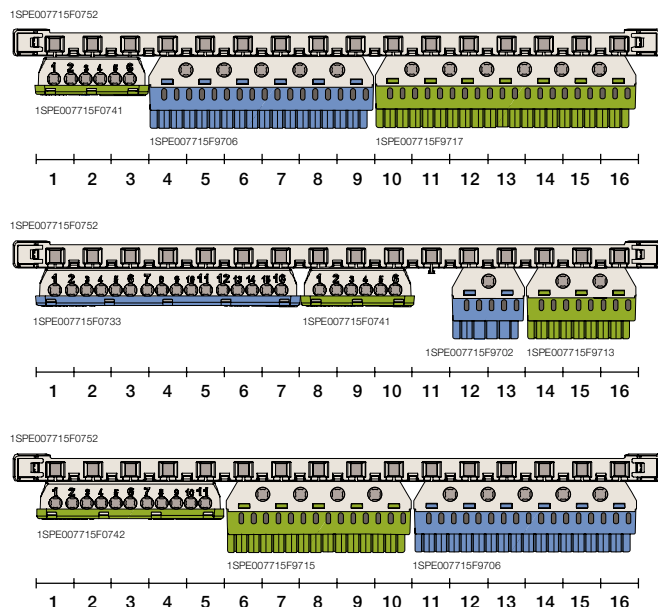 1SPE007715F0752
1 2 3 4 5 6
1SPE007715F0741
1SPE007715F9706 1SPE007715F9717
1 2 3 4 5 6 7 8 9 10 11 12 13 14 15 16
1SPE007715F0752
1 2 3 4 5 6 7 8 9 10 11 12 13 14 15 16 1 2 3 4 5 6
1SPE007715F0733 1SPE007715F0741
1SPE007715F9702 1SPE007715F9713
1 2 3 4 5 6 7 8 9 10 11 12 13 14 15 16
1SPE007715F0752
1 2 3 4 5 6 7 8 9 10 11
1SPE007715F0742
1SPE007715F9715 1SPE007715F9706
1 2 3 4 5 6 7 8 9 10 11 12 13 14 15 16